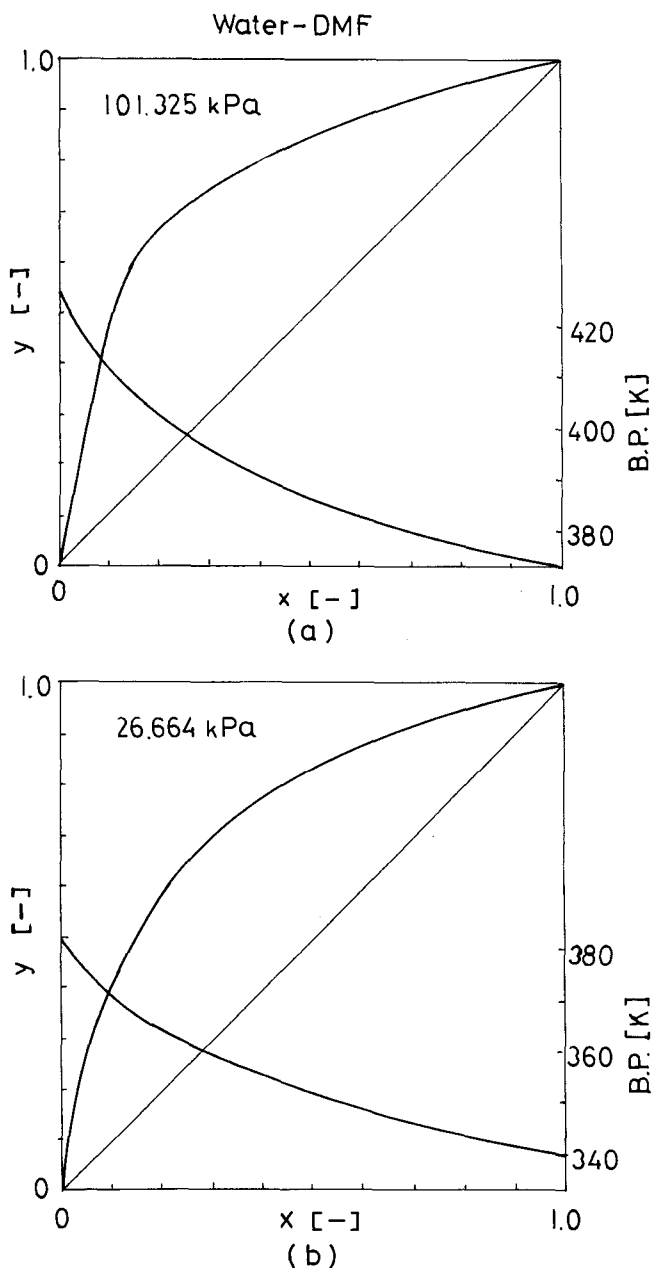 Water-DMF
1.0
101.325 kPa
y [-]
420
400
380
B.P. [K]
0
0
1.0
x [-]
(a)
1.0
26.664 kPa
y [-]
380
360
340
B.P. [K]
0
0
1.0
x [-]
(b)